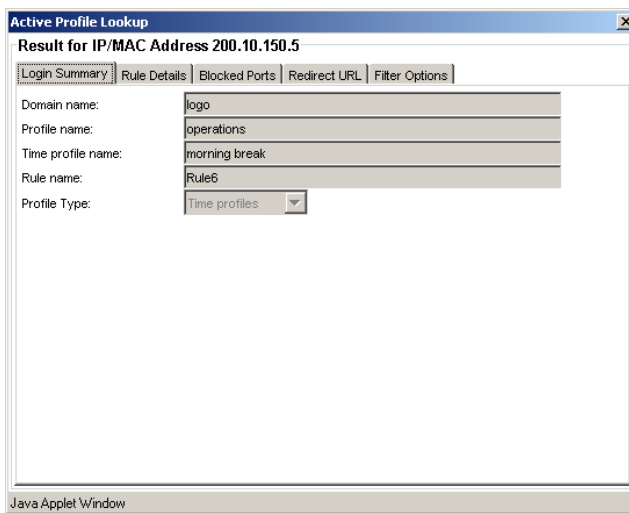 Active Profile Lookup
Result for IP/MAC Address 200.10.150.5
Login Summary Rule Details Blocked Ports Redirect URL Filter Options
Domain name: logo
Profile name: operations
Time profile name: morning break
Rule name: Rule6
Profile Type: Time profiles
Java Applet Window